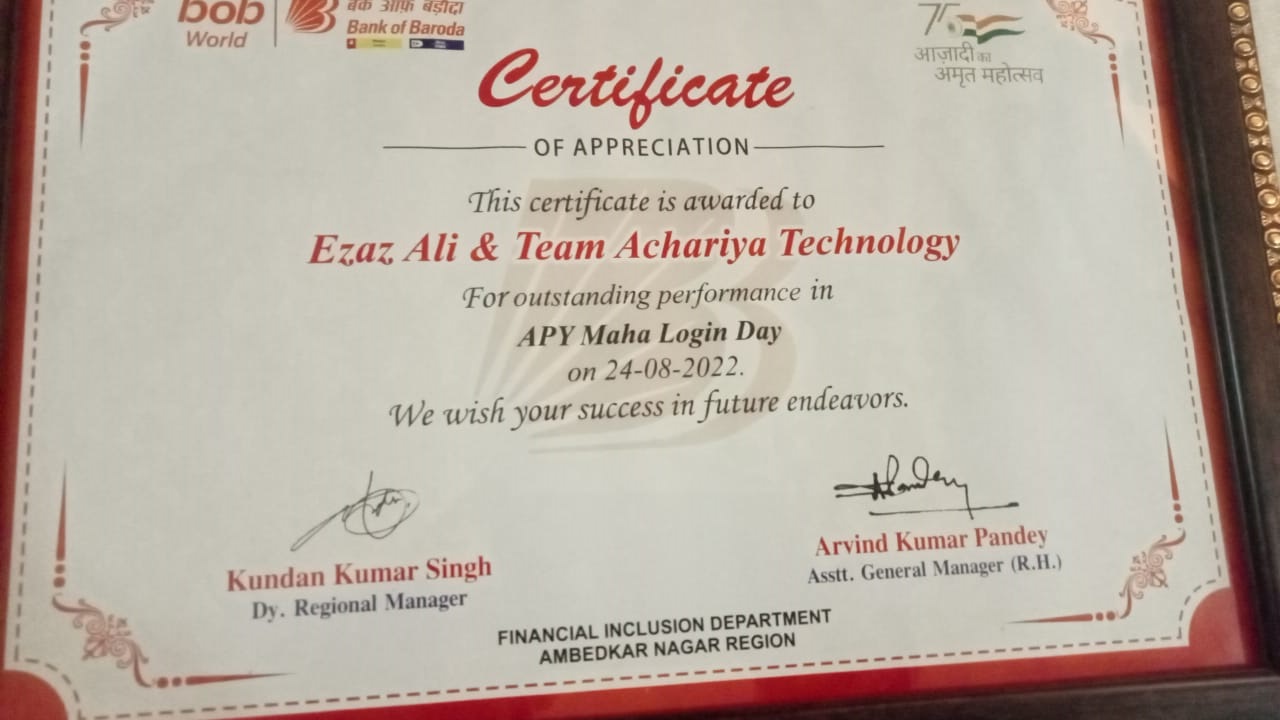 bob
World
बैंक ऑफ़ बड़ौदा
Bank of Baroda
75
आज़ादी का
अमृत महोत्सव
Certificate
OF APPRECIATION
This certificate is awarded to
Ezaz Ali & Team Achariya Technology
For outstanding performance in
APY Maha Login Day
on 24-08-2022.
We wish your success in future endeavors.
Kundan Kumar Singh
Dy. Regional Manager
Arvind Kumar Pandey
Asstt. General Manager (R.H.)
FINANCIAL INCLUSION DEPARTMENT
AMBEDKAR NAGAR REGION